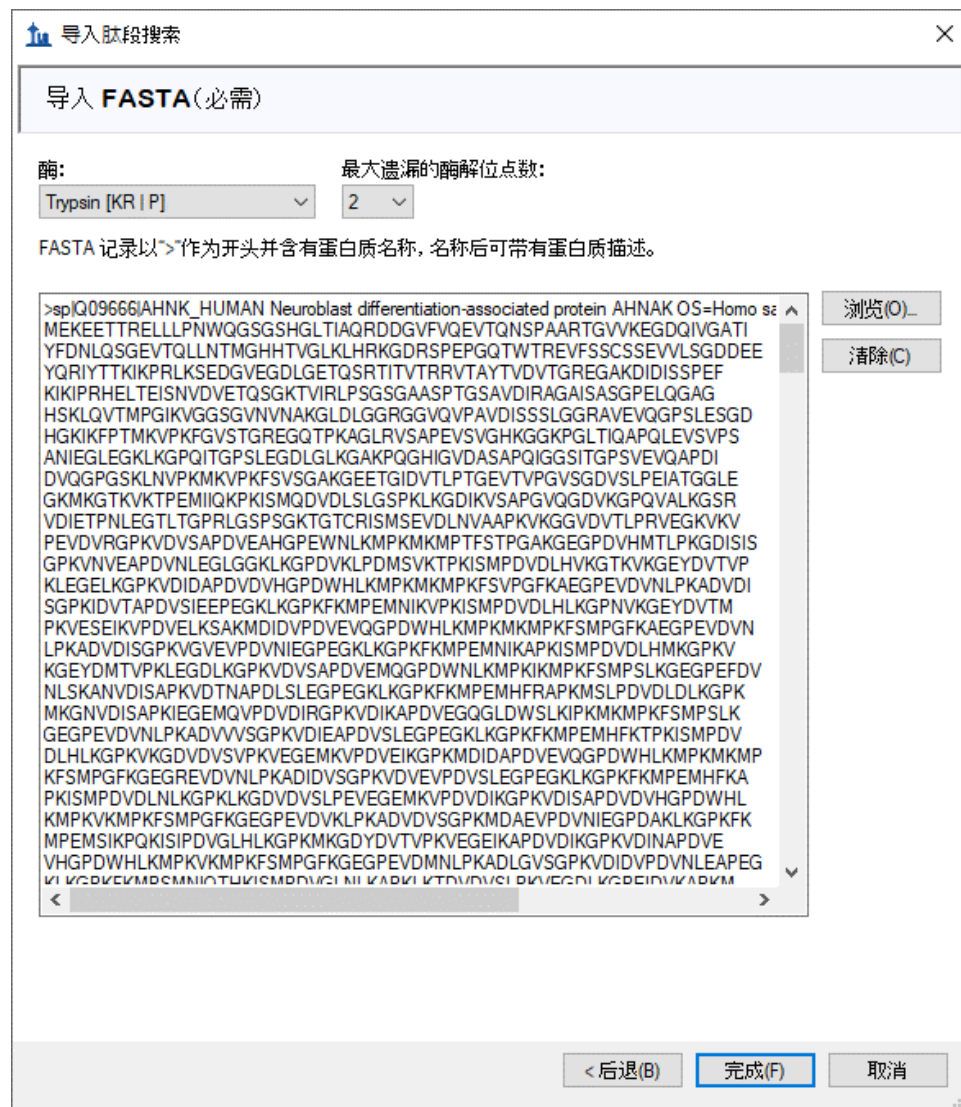 导入肽段搜索
导入 FASTA(必需)
酶:
最大遗漏的酶解位点数:
Trypsin [KR | P]
2
FASTA 记录以">"作为开头并含有蛋白质名称, 名称后可带有蛋白质描述。
>sp|Q09666|AHNK_HUMAN Neuroblast differentiation-associated protein AHNAK OS=Homo sa
MEKEETTRELLLPNWQGSGSHGLTIAQRDDGVFVQEVTQNSPAARTGVVKEGDQIVGATI
YFDNLQSGEVTQLLNTMGHHTVGLKLHRKGDRSPEPGQTWTREVFSSCSSEVVLSGDDEE
YQRIYTTKIKPRLKSEDGVEGDLGETQSRTITVTRRVTAYTVDVTGREGAKDIDISSPEF
KIKIPRHELTEISNVDVETQSGKTVIRLPSGSGAASPTGSAVDIRAGAISASGPELQGAG
HSKLQVTMPGIKVGGSGVNVNAKGLDLGGRGGVQVPAVDISSSLGGRAVEVQGPSLESGD
HGKIKFPTMKVPKFGVSTGREGQTPKAGLRVSAPEVSVGHKGGKPGLTIQAPQLEVSVPS
ANIEGLEGKLKGPQITGPSLEGDLGLKGAKPQGHIGVDASAPQIGGSITGPSVEVQAPDI
DVQGPGSKLNVPKMKVPKFSVSGAKGEETGIDVTLPTGEVTVPGVSGDVSLPEIATGGLE
GKMKGTKVKTPEMIIQKPKISMQDVDLSLGSPKLKGDIKVSAPGVQGDVKGPQVALKGSR
VDIETPNLEGTLTGPRLGSPSGKTGTCRISMSEVDLNVAAPKVKGGVDVTLPRVEGKVKV
PEVDVRGPKVDVSAPDVEAHGPEWNLKMPKMKMPTFSTPGAKGEGPDVHMTLPKGDISIS
GPKVNVEAPDVNLEGLGGKLKGPDVKLPDMSVKTPKISMPDVDLHVKGTKVKGEYDVTVP
KLEGELKGPKVDIDAPDVDVHGPDWHLKMPKMKMPKFSVPGFKAEGPEVDVNLPKADVDI
SGPKIDVTAPDVSIEEPEGKLKGPKFKMPEMNIKVPKISMPDVDLHLKGPNVKGEYDVTM
PKVESEIKVPDVELKSAKMDIDVPDVEVQGPDWHLKMPKMKMPKFSMPGFKAEGPEVDVN
LPKADVDISGPKVGVEVPDVNIEGPEGKLKGPKFKMPEMNIKAPKISMPDVDLHMKGPKV
KGEYDMTVPKLEGDLKGPKVDVSAPDVEMQGPDWNLKMPKIKMPKFSMPSLKGEGPEFDV
NLSKANVDISAPKVDTNAPDLSLEGPEGKLKGPKFKMPEMHFRAPKMSLPDVDLDLKGPK
MKGNVDISAPKIEGEMQVPDVDIRGPKVDIKAPDVEGQGLDWSLKIPKMKMPKFSMPSLK
GEGPEVDVNLPKADVVVSGPKVDIEAPDVSLEGPEGKLKGPKFKMPEMHFKTPKISMPDV
DLHLKGPKVKGDVDVSVPKVEGEMKVPDVEIKGPKMDIDAPDVEVQGPDWHLKMPKMKMP
KFSMPGFKGEGREVDVNLPKADIDVSGPKVDVEVPDVSLEGPEGKLKGPKFKMPEMHFKA
PKISMPDVDLNLKGPKLKGDVDVSLPEVEGEMKVPDVDIKGPKVDISAPDVDVHGPDWHL
KMPKVKMPKFSMPGFKGEGPEVDVKLPKADVDVSGPKMDAEVPDVNIEGPDAKLKGPKFK
MPEMSIKPQKISIPDVGLHLKGPKMKGDYDVTVPKVEGEIKAPDVDIKGPKVDINAPDVE
VHGPDWHLKMPKVKMPKFSMPGFKGEGPEVDMNLPKADLGVSGPKVDIDVPDVNLEAPEG
KLKGPKFKMPSMNIQTHKISMPDVGLNLKAPKLKTDVDVSLPKVEGDLKGPEIDVKAPKM
浏览(O)...
清除(C)
< 后退(B)
完成(F)
取消